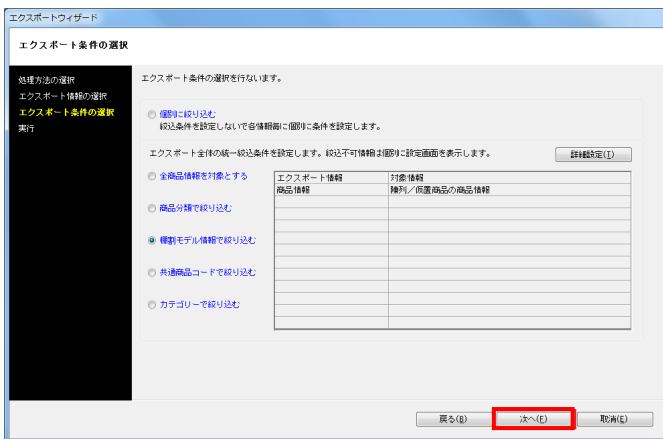 エクスポートウィザード
エクスポート条件の選択
処理方法の選択
エクスポート情報の選択
エクスポート条件の選択
実行
エクスポート条件の選択を行ないます。
個別に絞り込む
絞込条件を設定しないで各情報毎に個別に条件を設定します。
エクスポート全体の統一絞込条件を設定します。絞込不可情報は個別に設定画面を表示します。
詳細設定(I)
全商品情報を対象とする
商品分類で絞り込む
棚割モデル情報で絞り込む
共通商品コードで絞り込む
カテゴリーで絞り込む
エクスポート情報 対象情報
商品情報 陳列／仮置商品の商品情報
戻る(B)
次へ(F)
取消(E)